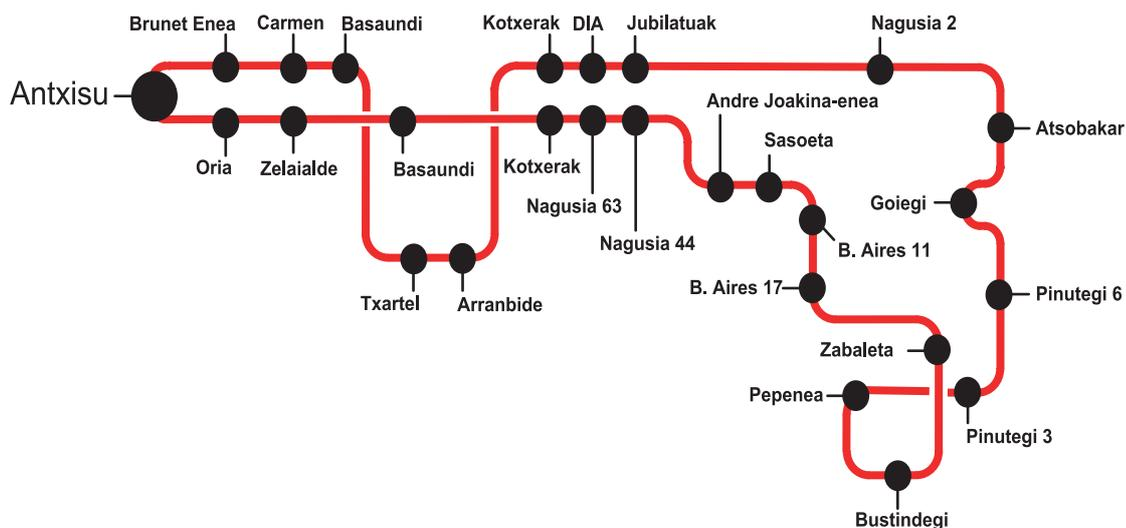 Brunet Enea
Carmen
Basaundi
Kotxerak
DIA
Jubilatuak
Nagusia 2
Antxisu
Andre Joakina-enea
Atsobakar
Sasoeta
Oria
Zelaialde
Basaundi
Kotxerak
Nagusia 63
Goiegi
Nagusia 44
B. Aires 11
B. Aires 17
Pinutegi 6
Txartel
Arranbide
Zabaleta
Pepenea
Pinutegi 3
Bustindegi